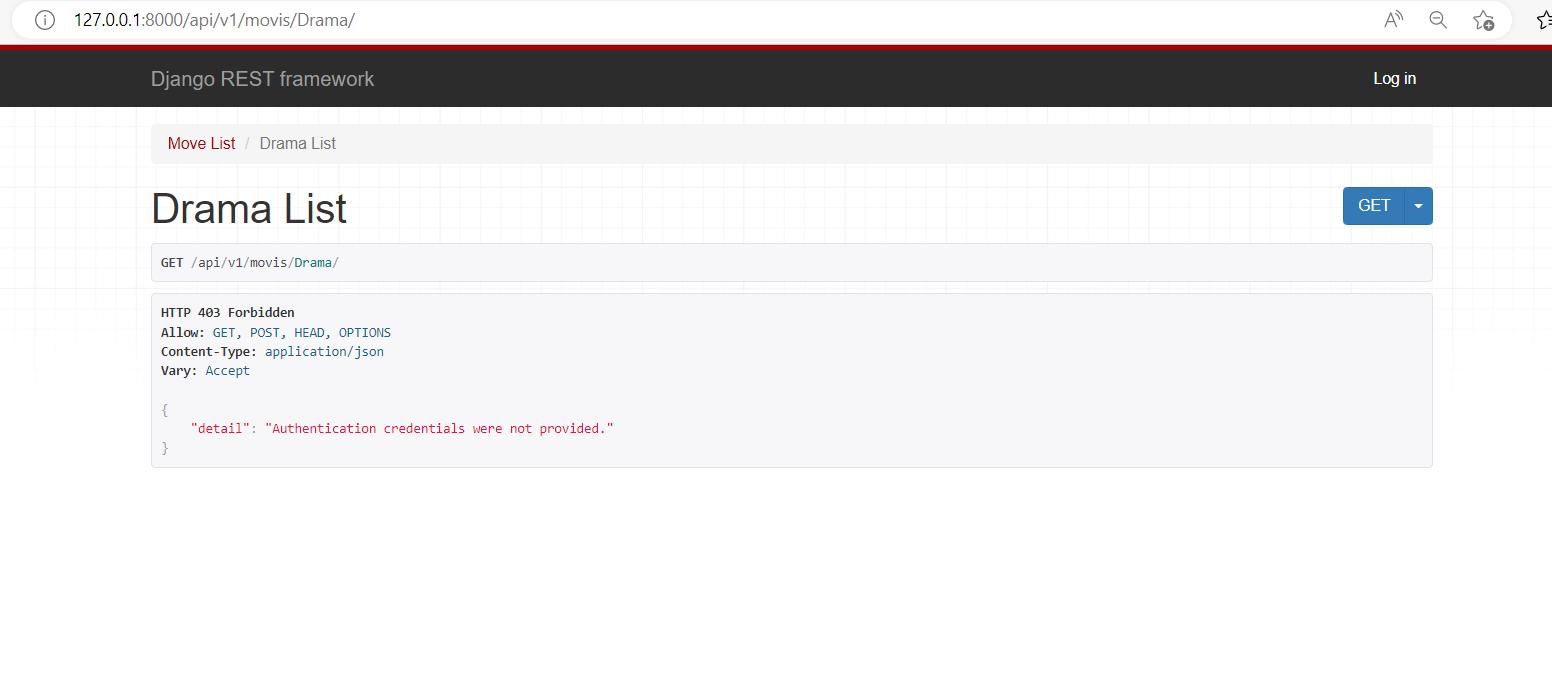 127.0.0.1:8000/api/v1/movis/Drama/
Django REST framework Log in
Move List / Drama List
Drama List GET
GET /api/v1/movis/Drama/
HTTP 403 Forbidden
Allow: GET, POST, HEAD, OPTIONS
Content-Type: application/json
Vary: Accept
{
"detail": "Authentication credentials were not provided."
}